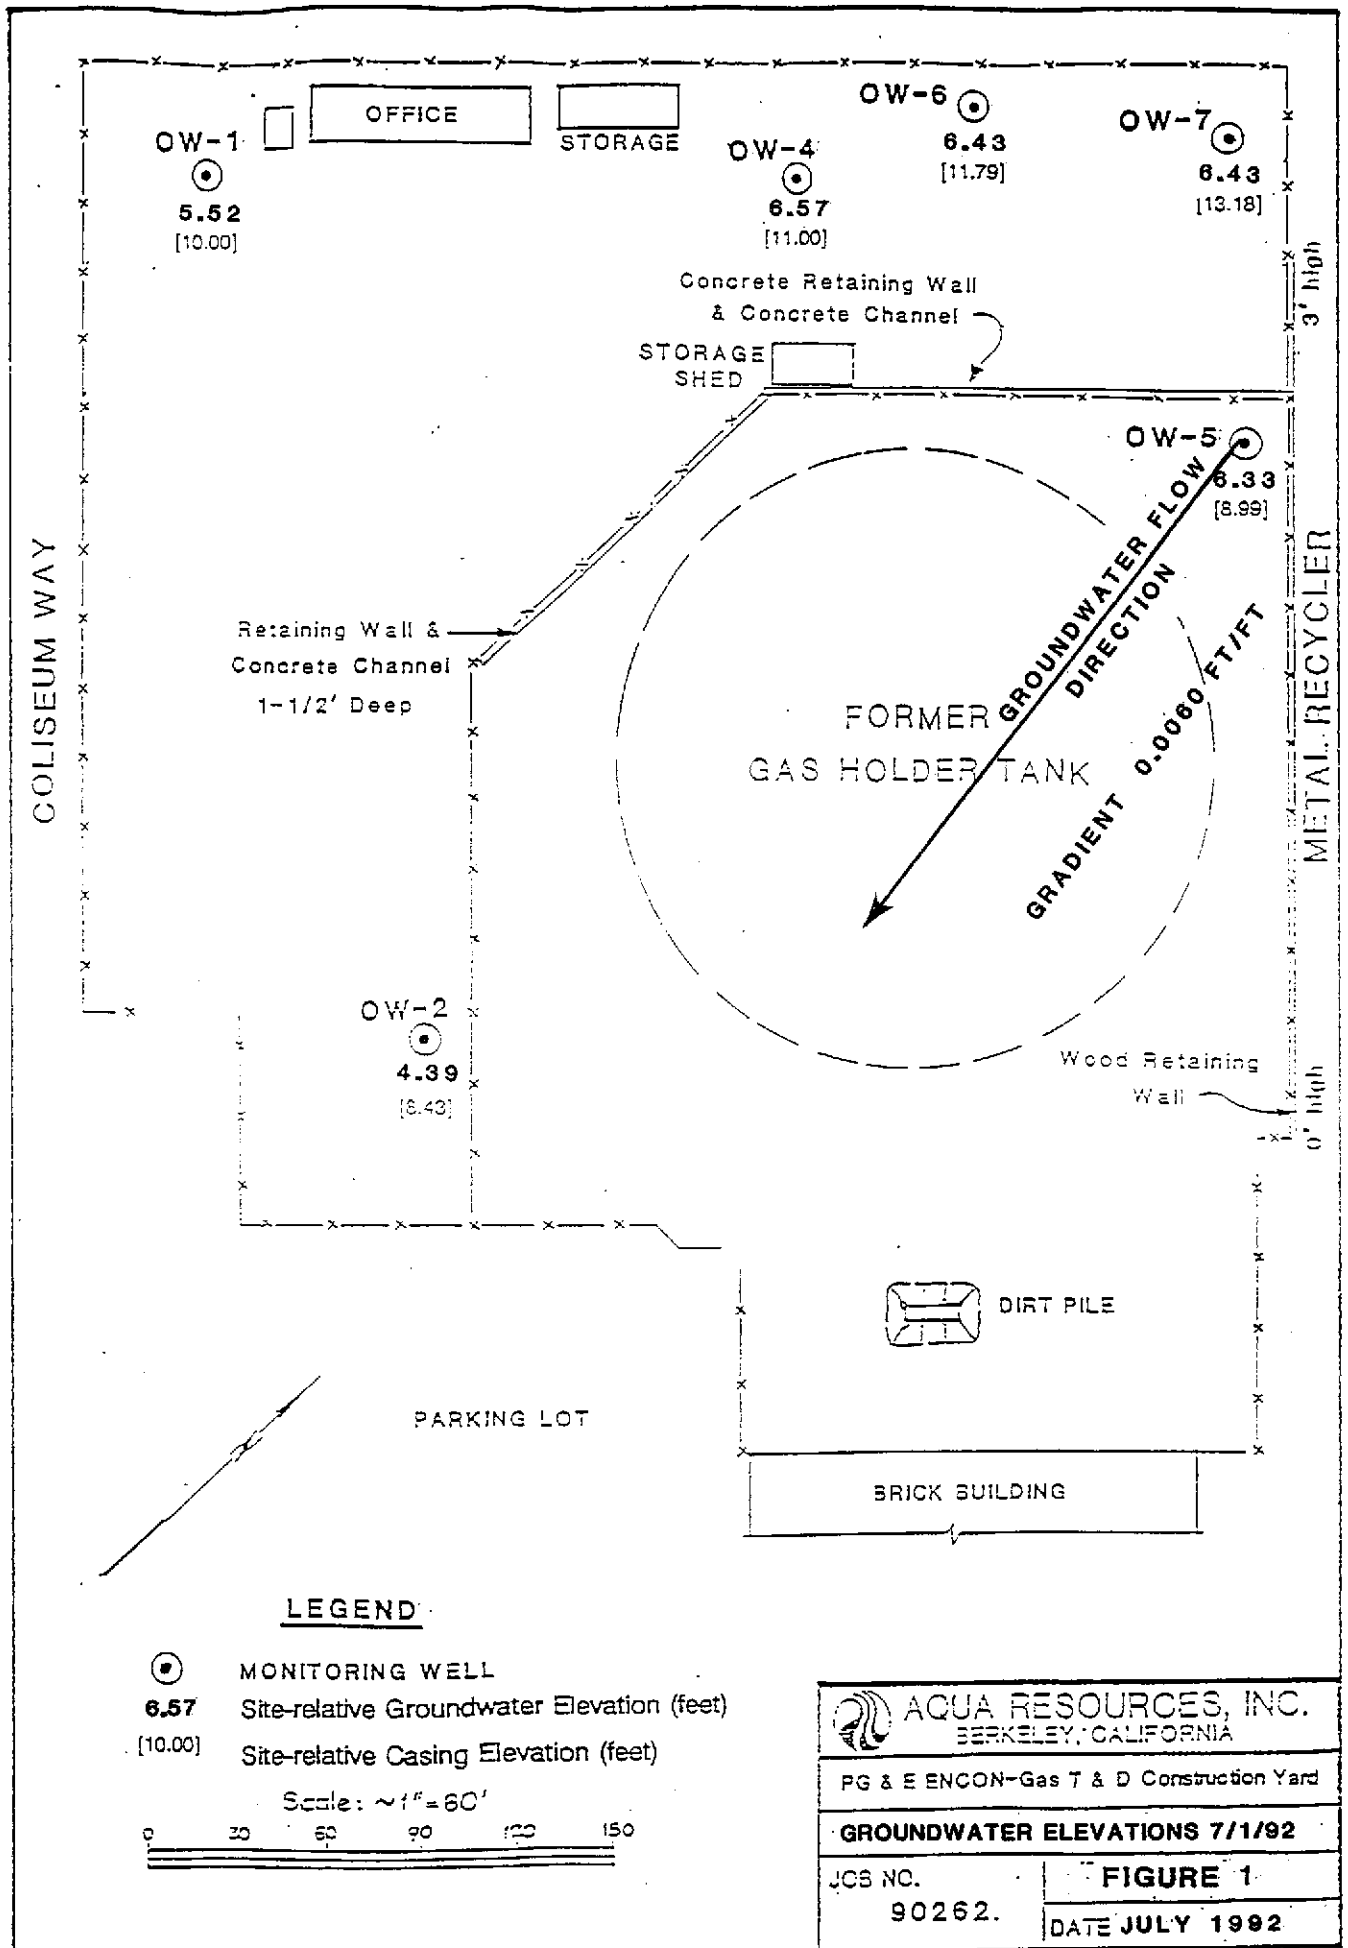 OFFICE
STORAGE
OW-1
5.52
[10.00]
OW-4
6.57
[11.00]
OW-6
6.43
[11.79]
OW-7
6.43
[13.18]
Concrete Retaining Wall
& Concrete Channel
STORAGE
SHED
3' high
OW-5
6.33
[8.99]
GROUNDWATER FLOW
DIRECTION
GRADIENT 0.0060 FT/FT
COLISEUM WAY
METAL RECYCLER
Retaining Wall &
Concrete Channel
1-1/2' Deep
FORMER
GAS HOLDER TANK
OW-2
4.39
[8.43]
Wood Retaining
Wall
0' high
DIRT PILE
PARKING LOT
BRICK BUILDING
LEGEND
MONITORING WELL
6.57 Site-relative Groundwater Elevation (feet)
[10.00] Site-relative Casing Elevation (feet)
Scale: ~1"=60'
0 30 60 90 120 150
AQUA RESOURCES, INC.
BERKELEY, CALIFORNIA
PG & E ENCON-Gas T & D Construction Yard
GROUNDWATER ELEVATIONS 7/1/92
JOB NO.
90262.
FIGURE 1
DATE JULY 1992